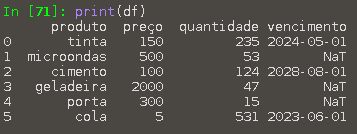 In [71]: print(df)
produto preço quantidade vencimento
0 tinta 150 235 2024-05-01
1 microondas 500 53 NaT
2 cimento 100 124 2028-08-01
3 geladeira 2000 47 NaT
4 porta 300 15 NaT
5 cola 5 531 2023-06-01